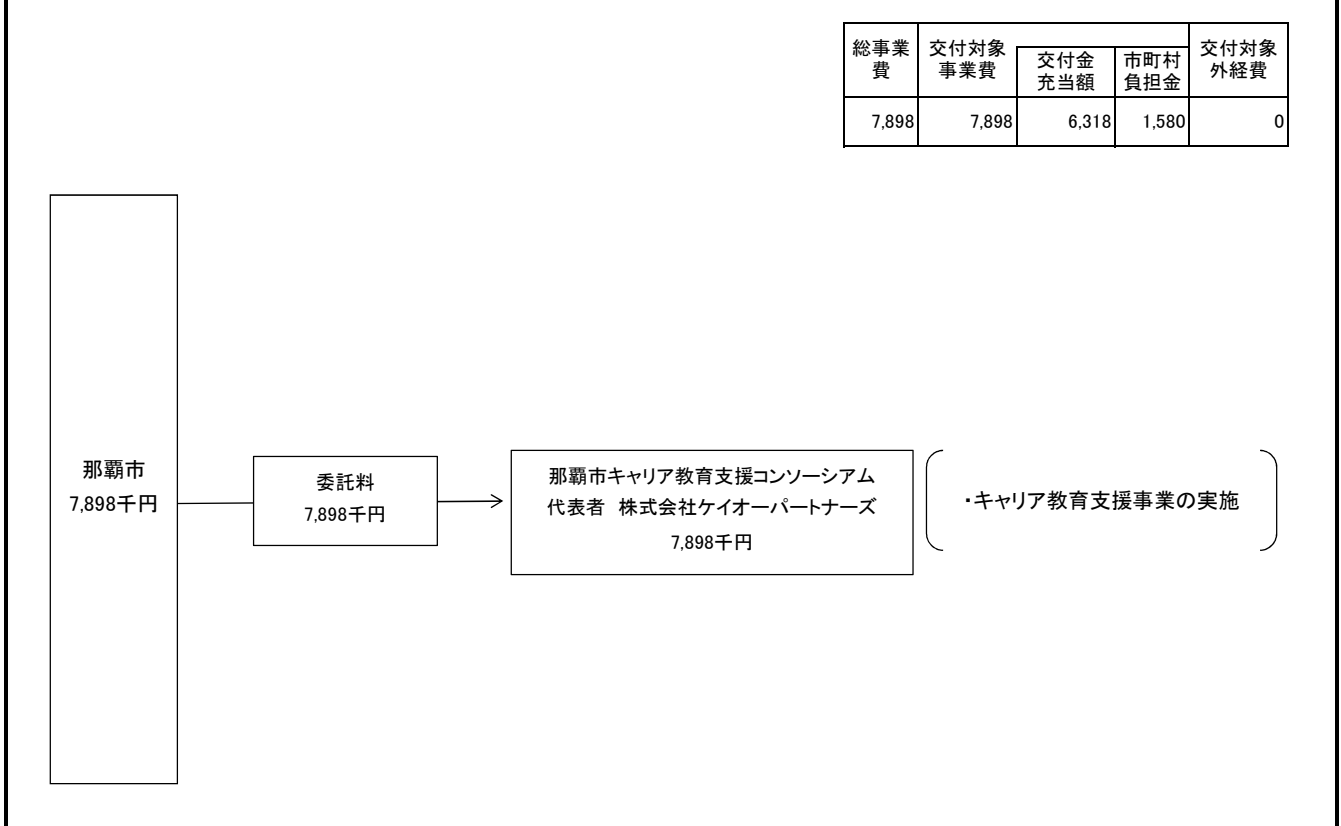 総事業
費
交付対象
事業費
交付金
充当額
市町村
負担金
交付対象
外経費
7,898
7,898
6,318
1,580
0
那覇市
7,898千円
委託料
7,898千円
那覇市キャリア教育支援コンソーシアム
代表者　株式会社ケイオーパートナーズ
7,898千円
・キャリア教育支援事業の実施